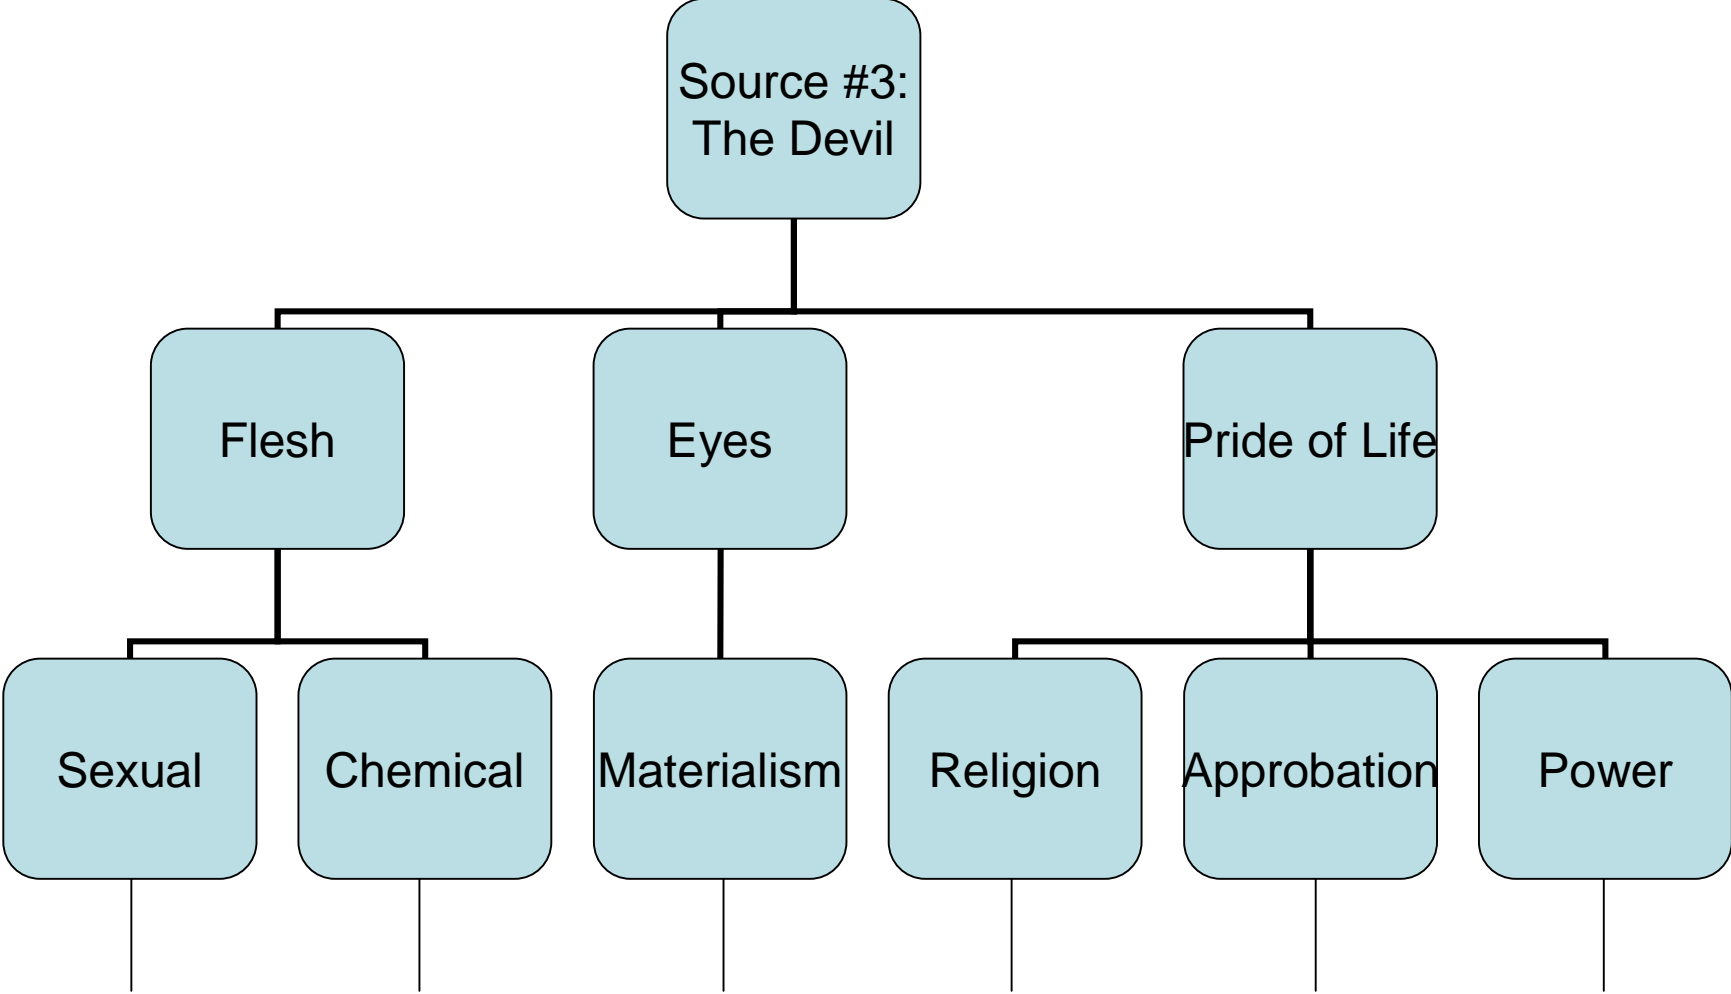 Source #3:
The Devil
Flesh
Eyes
Pride of Life
Sexual
Chemical
Materialism
Religion
Approbation
Power